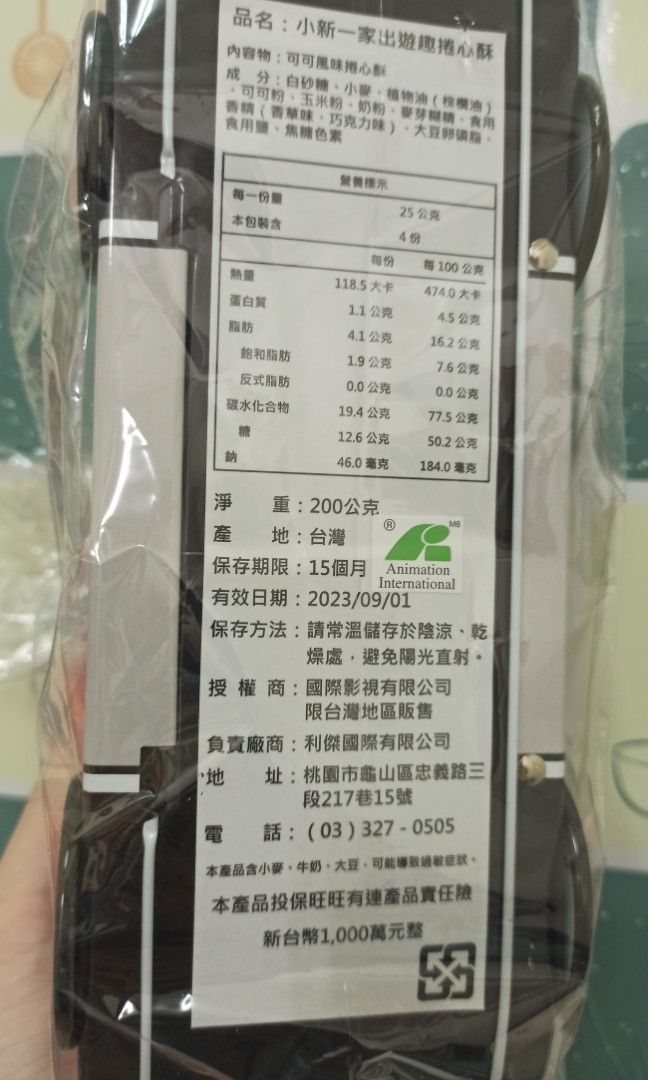 品名：小新一家出遊趣捲心酥
內容物：可可風味捲心酥
成　分：白砂糖、小麥、植物油（棕櫚油）
、可可粉、玉米粉、奶粉、麥芽糊精、食用
香精（香草味、巧克力味）、大豆卵磷脂、
食用鹽、焦糖色素
營養標示
每一份量 25 公克
本包裝含 4 份
每份 每 100 公克
熱量 118.5 大卡 474.0 大卡
蛋白質 1.1 公克 4.5 公克
脂肪 4.1 公克 16.2 公克
飽和脂肪 1.9 公克 7.6 公克
反式脂肪 0.0 公克 0.0 公克
碳水化合物 19.4 公克 77.5 公克
糖 12.6 公克 50.2 公克
鈉 46.0 毫克 184.0 毫克
淨　　重：200公克
產　　地：台灣
® M6
Animation
International
保存期限：15個月
有效日期：2023/09/01
保存方法：請常溫儲存於陰涼、乾
燥處，避免陽光直射。
授 權 商：國際影視有限公司
限台灣地區販售
負責廠商：利傑國際有限公司
地　　址：桃園市龜山區忠義路三
段217巷15號
電　　話：(03) 327 - 0505
本產品含小麥、牛奶、大豆，可能導致過敏症狀。
本產品投保旺旺友連產品責任險
新台幣1,000萬元整